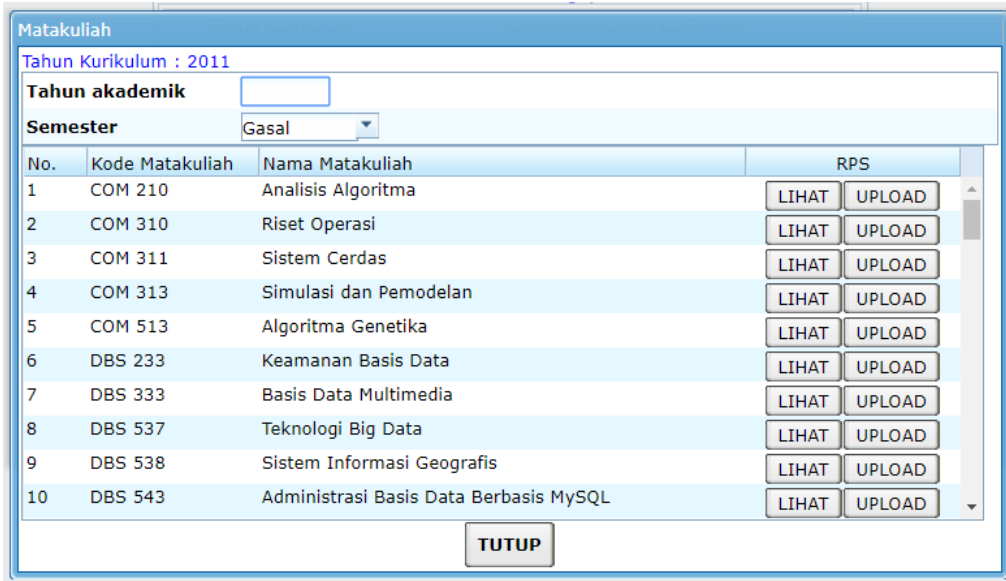 Matakuliah
Tahun Kurikulum : 2011
Tahun akademik
Semester Gasal
No. Kode Matakuliah Nama Matakuliah RPS
1 COM 210 Analisis Algoritma LIHAT UPLOAD
2 COM 310 Riset Operasi LIHAT UPLOAD
3 COM 311 Sistem Cerdas LIHAT UPLOAD
4 COM 313 Simulasi dan Pemodelan LIHAT UPLOAD
5 COM 513 Algoritma Genetika LIHAT UPLOAD
6 DBS 233 Keamanan Basis Data LIHAT UPLOAD
7 DBS 333 Basis Data Multimedia LIHAT UPLOAD
8 DBS 537 Teknologi Big Data LIHAT UPLOAD
9 DBS 538 Sistem Informasi Geografis LIHAT UPLOAD
10 DBS 543 Administrasi Basis Data Berbasis MySQL LIHAT UPLOAD
TUTUP